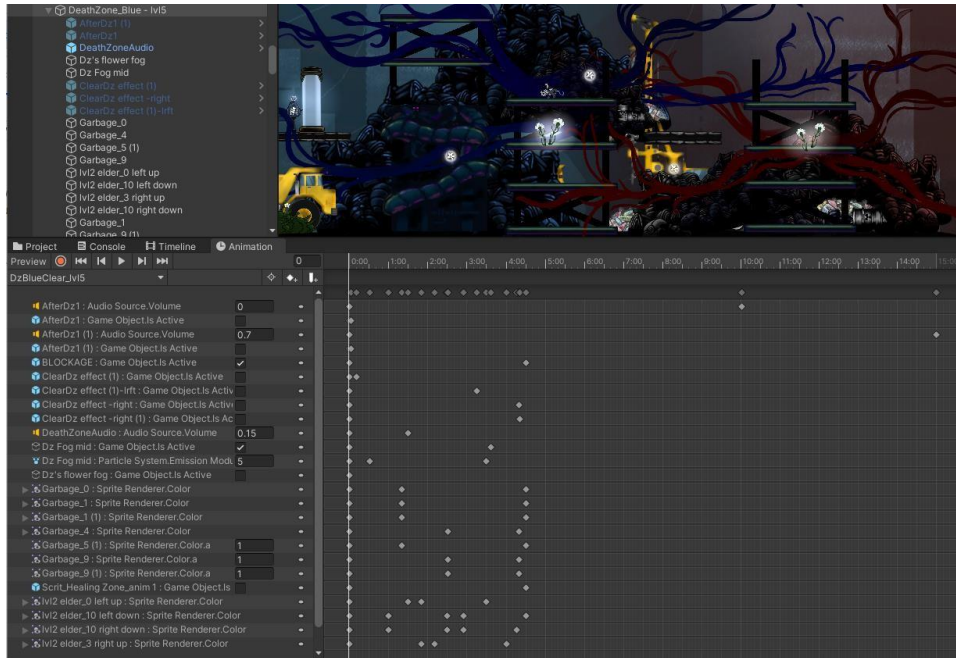 DeathZone_Blue - lvl5
AfterDz1 (1)
AfterDz1
DeathZoneAudio
Dz's flower fog
Dz Fog mid
ClearDz effect (1)
ClearDz effect -right
ClearDz effect (1)-lrft
Garbage_0
Garbage_4
Garbage_5 (1)
Garbage_9
lvl2 elder_0 left up
lvl2 elder_10 left down
lvl2 elder_3 right up
lvl2 elder_10 right down
Garbage_1
Garbage_9 (1)
Project Console Timeline Animation
Preview 0 0:00 1:00 2:00 3:00 4:00 5:00 6:00 7:00 8:00 9:00 10:00 11:00 12:00 13:00 14:00 15:00
DzBlueClear_lvl5
AfterDz1 : Audio Source.Volume 0
AfterDz1 : Game Object.Is Active
AfterDz1 (1) : Audio Source.Volume 0.7
AfterDz1 (1) : Game Object.Is Active
BLOCKAGE : Game Object.Is Active
ClearDz effect (1) : Game Object.Is Active
ClearDz effect (1)-lrft : Game Object.Is Activ
ClearDz effect -right : Game Object.Is Active
ClearDz effect -right (1) : Game Object.Is Ac
DeathZoneAudio : Audio Source.Volume 0.15
Dz Fog mid : Game Object.Is Active
Dz Fog mid : Particle System.Emission Modu 5
Dz's flower fog : Game Object.Is Active
Garbage_0 : Sprite Renderer.Color
Garbage_1 : Sprite Renderer.Color
Garbage_1 (1) : Sprite Renderer.Color
Garbage_4 : Sprite Renderer.Color
Garbage_5 (1) : Sprite Renderer.Color.a 1
Garbage_9 : Sprite Renderer.Color.a 1
Garbage_9 (1) : Sprite Renderer.Color.a 1
Scrit_Healing Zone_anim 1 : Game Object.Is
lvl2 elder_0 left up : Sprite Renderer.Color
lvl2 elder_10 left down : Sprite Renderer.Color
lvl2 elder_10 right down : Sprite Renderer.Color
lvl2 elder_3 right up : Sprite Renderer.Color